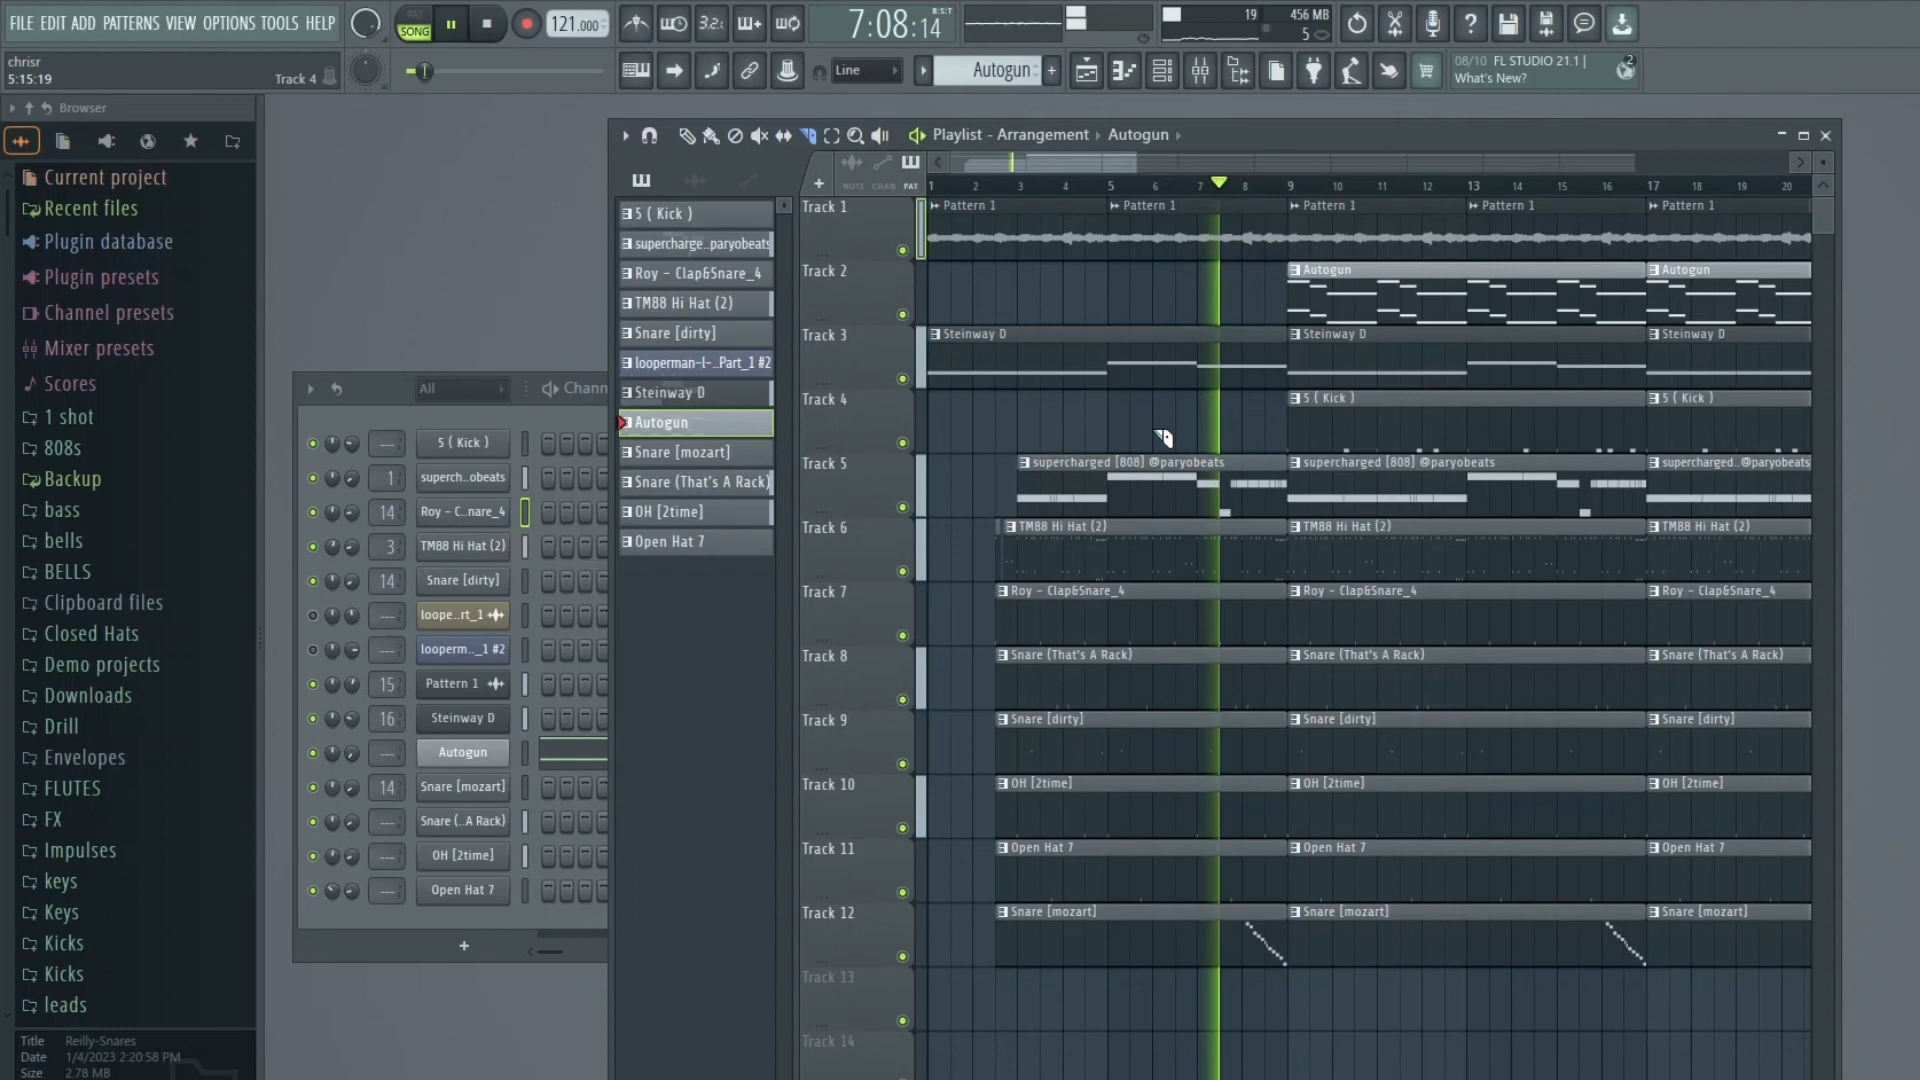 FILE EDIT ADD PATTERNS VIEW OPTIONS TOOLS HELP
PAT
SONG
121.000
3.2:
7:08:14
B:S:T
19
456 MB
5
chrisr
5:15:19
Track 4
Line
Autogun
08/10 FL STUDIO 21.1 |
What's New?
2
Browser
Current project
Recent files
Plugin database
Plugin presets
Channel presets
Mixer presets
Scores
1 shot
808s
Backup
bass
bells
BELLS
Clipboard files
Closed Hats
Demo projects
Downloads
Drill
Envelopes
FLUTES
FX
Impulses
keys
Keys
Kicks
Kicks
leads
Title Reilly-Snares
Date 1/4/2023 2:20:58 PM
Size 2.78 MB
All
Chann
5 ( Kick )
1 superch..obeats
14 Roy - C..nare_4
3 TM88 Hi Hat (2)
14 Snare [dirty]
loope..rt_1
looperm.._1 #2
15 Pattern 1
16 Steinway D
Autogun
14 Snare [mozart]
Snare (..A Rack)
OH [2time]
Open Hat 7
Playlist - Arrangement
Autogun
NOTE CHAN PAT
5 ( Kick )
supercharge..paryobeats
Roy - Clap&Snare_4
TM88 Hi Hat (2)
Snare [dirty]
looperman-l-..Part_1 #2
Steinway D
Autogun
Snare [mozart]
Snare (That's A Rack)
OH [2time]
Open Hat 7
1 2 3 4 5 6 7 8 9 10 11 12 13 14 15 16 17 18 19 20
Track 1
Pattern 1 Pattern 1 Pattern 1 Pattern 1 Pattern 1
Track 2
Autogun Autogun
Track 3
Steinway D Steinway D Steinway D
Track 4
5 ( Kick ) 5 ( Kick )
Track 5
supercharged [808] @paryobeats supercharged [808] @paryobeats supercharged..@paryobeats
Track 6
TM88 Hi Hat (2) TM88 Hi Hat (2) TM88 Hi Hat (2)
Track 7
Roy - Clap&Snare_4 Roy - Clap&Snare_4 Roy - Clap&Snare_4
Track 8
Snare (That's A Rack) Snare (That's A Rack) Snare (That's A Rack)
Track 9
Snare [dirty] Snare [dirty] Snare [dirty]
Track 10
OH [2time] OH [2time] OH [2time]
Track 11
Open Hat 7 Open Hat 7 Open Hat 7
Track 12
Snare [mozart] Snare [mozart] Snare [mozart]
Track 13
Track 14